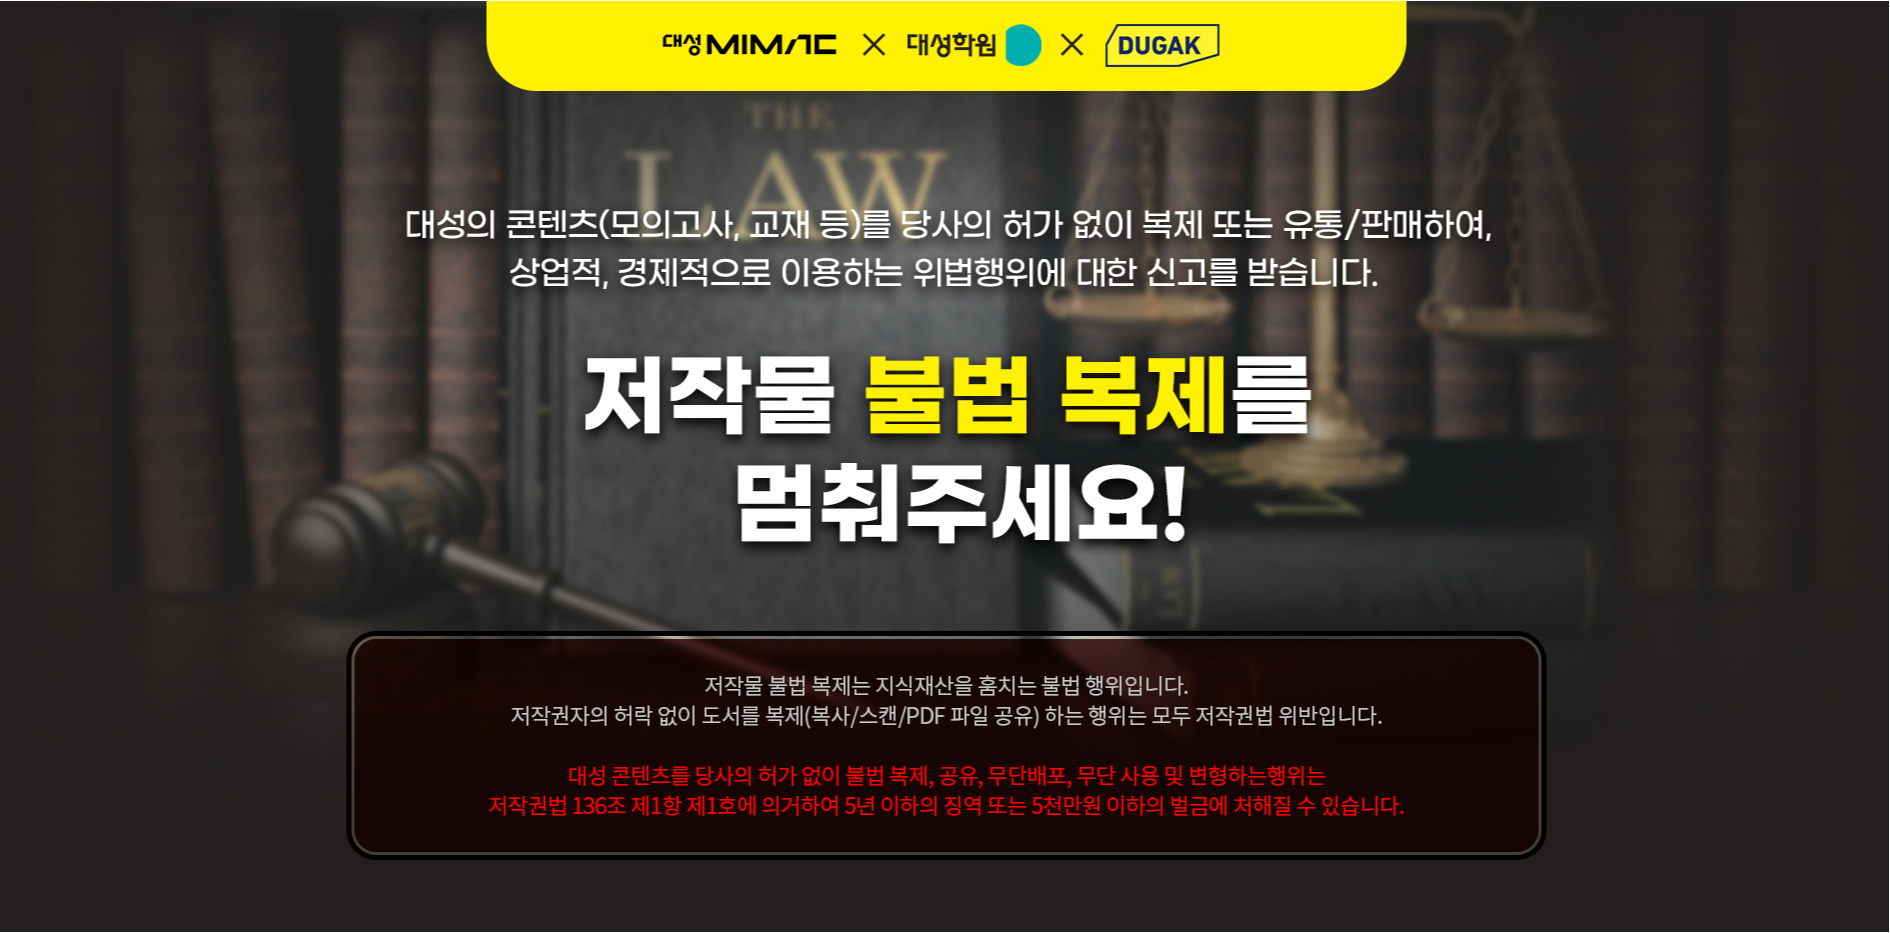 대성 MIMAC × 대성학원 × DUGAK
THE
LAW
대성의 콘텐츠(모의고사, 교재 등)를 당사의 허가 없이 복제 또는 유통/판매하여,
상업적, 경제적으로 이용하는 위법행위에 대한 신고를 받습니다.
저작물 불법 복제를
멈춰주세요!
LAW
저작물 불법 복제는 지식재산을 훔치는 불법 행위입니다.
저작권자의 허락 없이 도서를 복제(복사/스캔/PDF 파일 공유) 하는 행위는 모두 저작권법 위반입니다.
대성 콘텐츠를 당사의 허가 없이 불법 복제, 공유, 무단배포, 무단 사용 및 변형하는행위는
저작권법 136조 제1항 제1호에 의거하여 5년 이하의 징역 또는 5천만원 이하의 벌금에 처해질 수 있습니다.